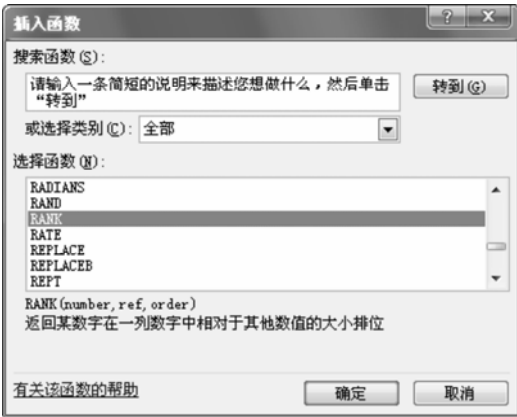 插入函数
搜索函数(S):
请输入一条简短的说明来描述您想做什么，然后单击
“转到”
转到(G)
或选择类别(C): 全部
选择函数(N):
RADIANS
RAND
RANK
RATE
REPLACE
REPLACEB
REPT
RANK(number,ref,order)
返回某数字在一列数字中相对于其他数值的大小排位
有关该函数的帮助
确定
取消